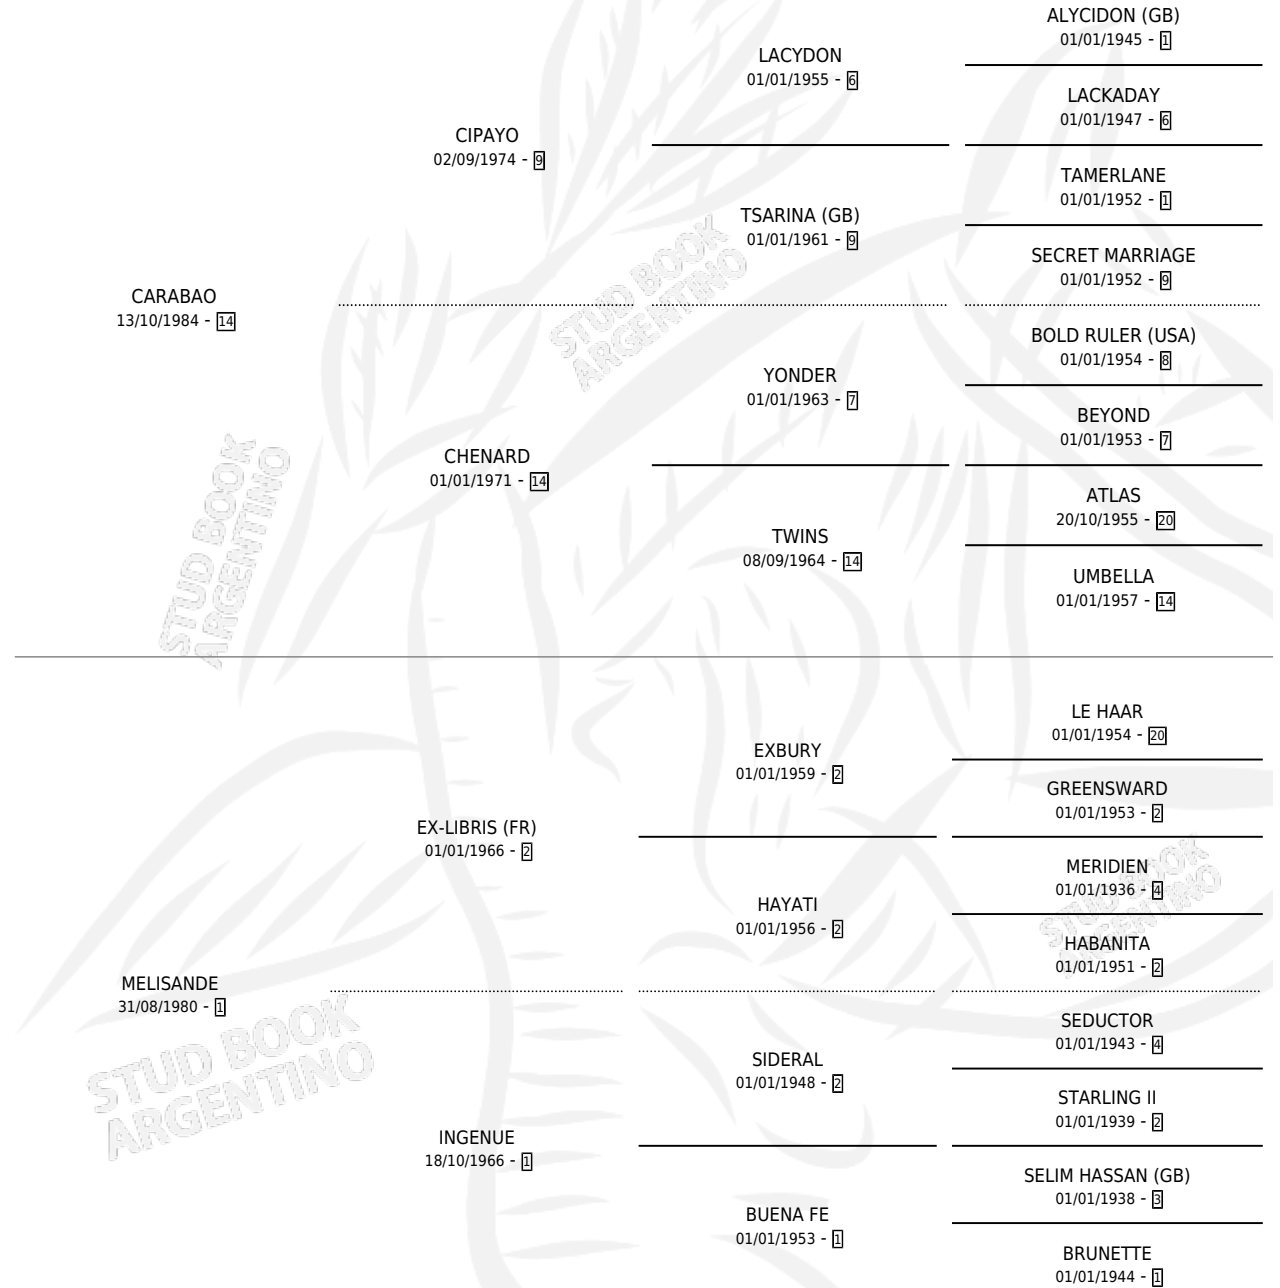 ALYCIDON (GB)
01/01/1945 - 1
LACYDON
01/01/1955 - 6
LACKADAY
01/01/1947 - 6
CIPAYO
02/09/1974 - 9
TAMERLANE
01/01/1952 - 1
TSARINA (GB)
01/01/1961 - 9
SECRET MARRIAGE
01/01/1952 - 9
CARABAO
13/10/1984 - 14
BOLD RULER (USA)
01/01/1954 - 8
YONDER
01/01/1963 - 7
BEYOND
01/01/1953 - 7
CHENARD
01/01/1971 - 14
ATLAS
20/10/1955 - 20
TWINS
08/09/1964 - 14
UMBELLA
01/01/1957 - 14
LE HAAR
01/01/1954 - 20
EXBURY
01/01/1959 - 2
GREENSWARD
01/01/1953 - 2
EX-LIBRIS (FR)
01/01/1966 - 2
MERIDIEN
01/01/1936 - 4
HAYATI
01/01/1956 - 2
HABANITA
01/01/1951 - 2
MELISANDE
31/08/1980 - 1
SEDUCTOR
01/01/1943 - 4
SIDERAL
01/01/1948 - 2
STARLING II
01/01/1939 - 2
INGENUE
18/10/1966 - 1
SELIM HASSAN (GB)
01/01/1938 - 3
BUENA FE
01/01/1953 - 1
BRUNETTE
01/01/1944 - 1
STUD BOOK
ARGENTINO
STUD BOOK
ARGENTINO
STUD BOOK
ARGENTINO
STUD BOOK
ARGENTINO